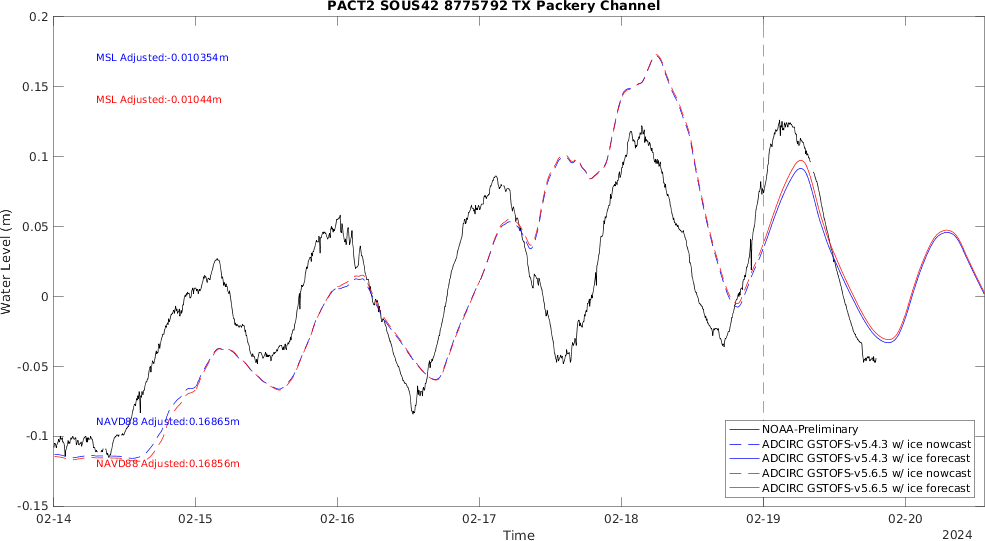 PACT2 SOUS42 8775792 TX Packery Channel
0.2
0.15
0.1
0.05
0
-0.05
-0.1
-0.15
Water Level (m)
MSL Adjusted:-0.010354m
MSL Adjusted:-0.01044m
NAVD88 Adjusted:0.16865m
NAVD88 Adjusted:0.16856m
NOAA-Preliminary
ADCIRC GSTOFS-v5.4.3 w/ ice nowcast
ADCIRC GSTOFS-v5.4.3 w/ ice forecast
ADCIRC GSTOFS-v5.6.5 w/ ice nowcast
ADCIRC GSTOFS-v5.6.5 w/ ice forecast
02-14 02-15 02-16 02-17 02-18 02-19 02-20
Time
2024